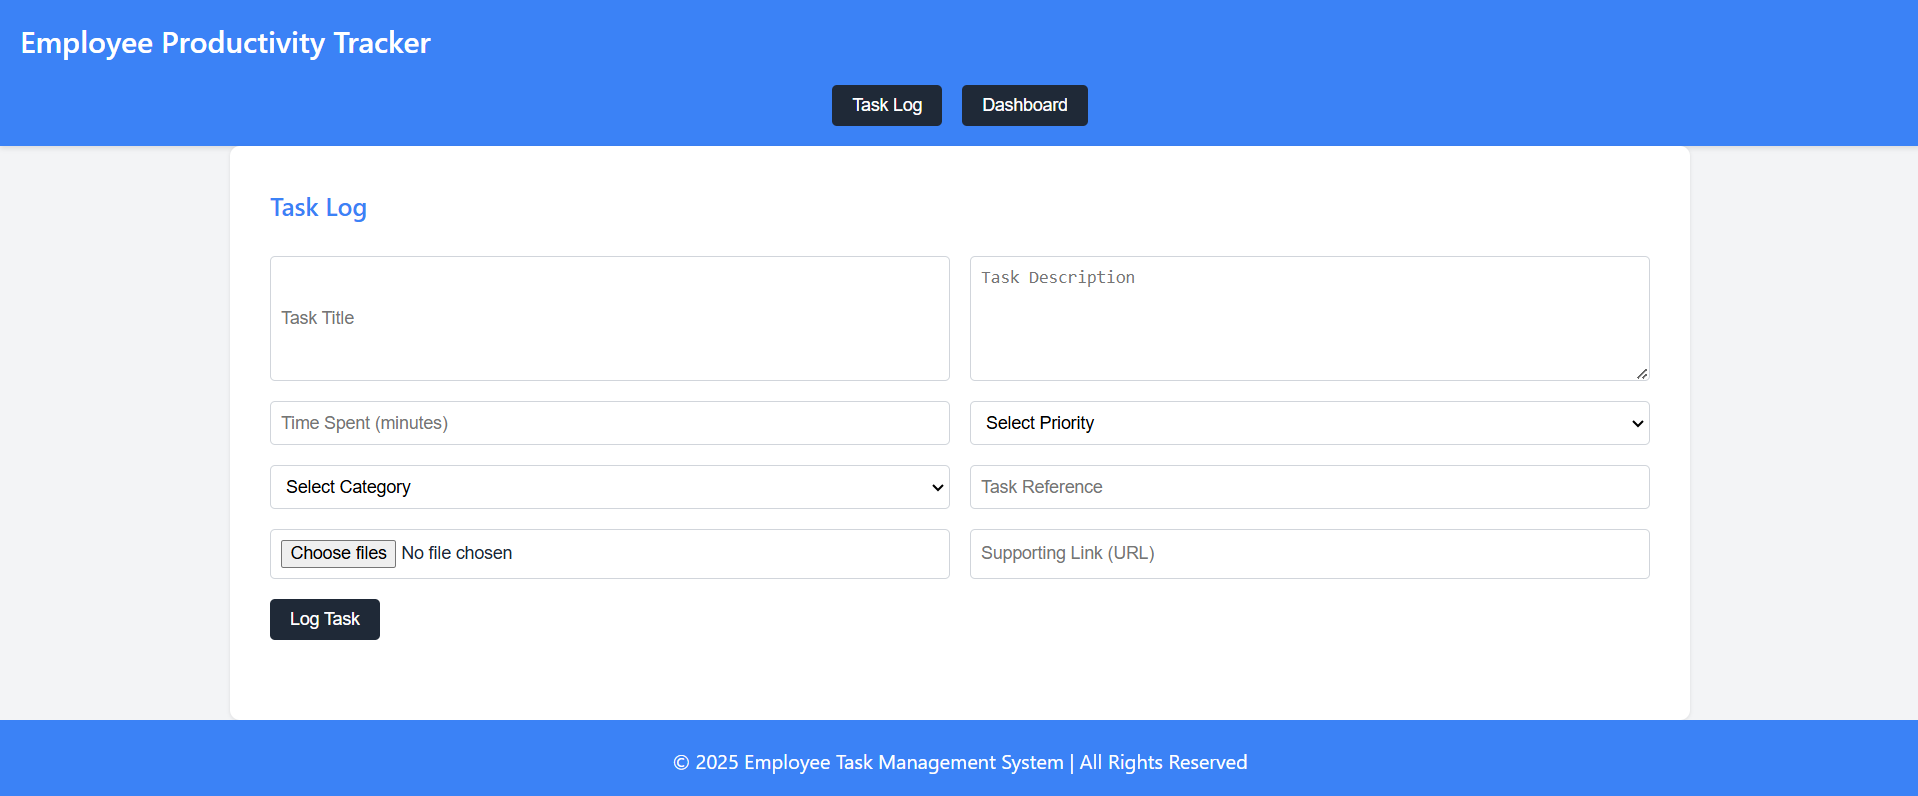 Employee Productivity Tracker
Task Log
Dashboard
Task Log
Task Title
Task Description
Time Spent (minutes)
Select Priority
Select Category
Task Reference
Choose files No file chosen
Supporting Link (URL)
Log Task
© 2025 Employee Task Management System | All Rights Reserved